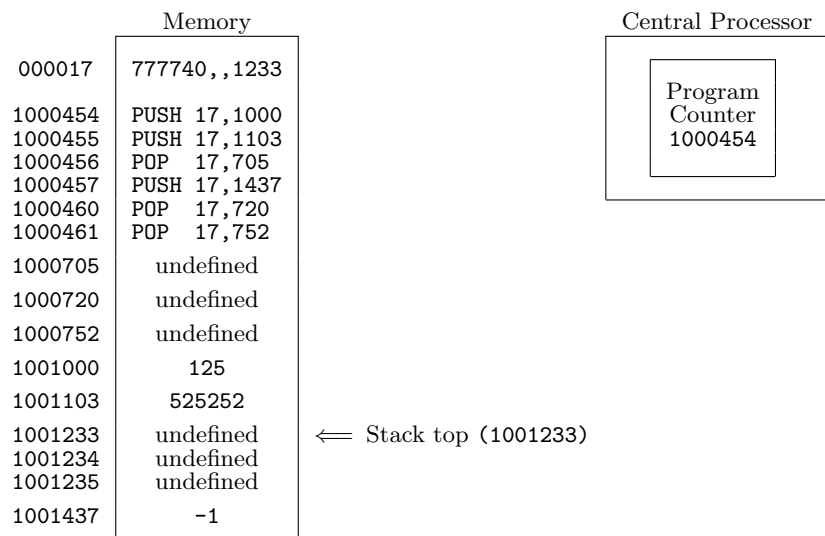 Memory Central Processor
000017 777740,,1233
Program
1000454 PUSH 17,1000 Counter
1000455 PUSH 17,1103 1000454
1000456 POP 17,705
1000457 PUSH 17,1437
1000460 POP 17,720
1000461 POP 17,752
1000705 undefined
1000720 undefined
1000752 undefined
1001000 125
1001103 525252
1001233 undefined ⟸ Stack top (1001233)
1001234 undefined
1001235 undefined
1001437 -1